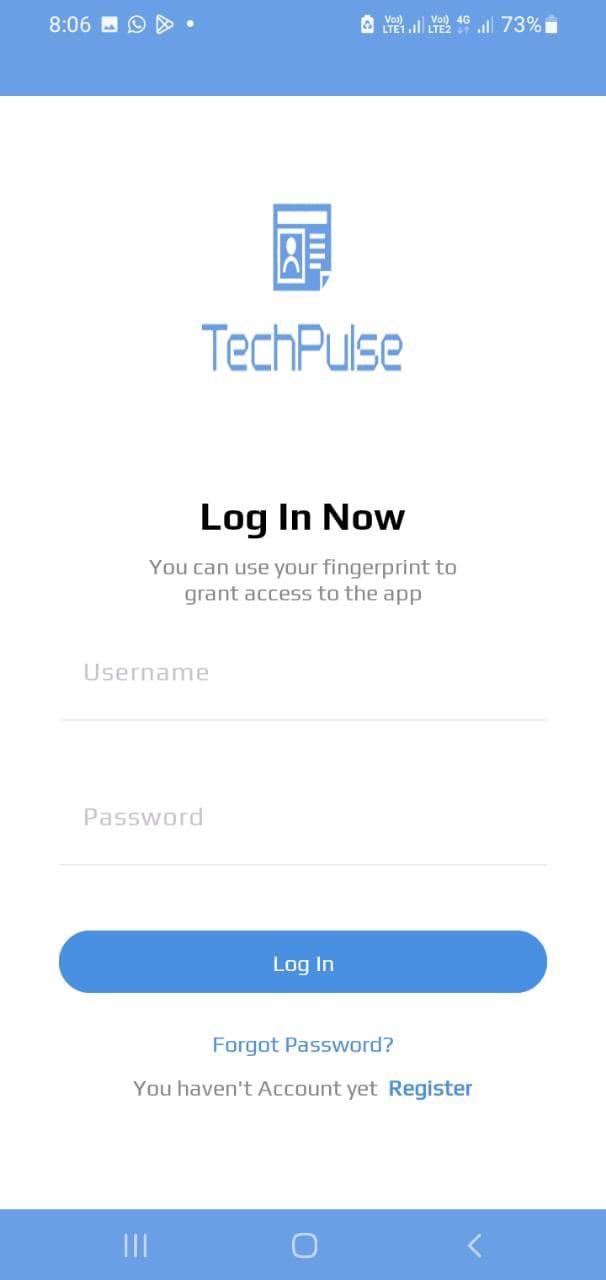 8:06 Vo)) LTE1 Vo)) LTE2 4G 73%
TechPulse
Log In Now
You can use your fingerprint to
grant access to the app
Username
Password
Log In
Forgot Password?
You haven't Account yet Register